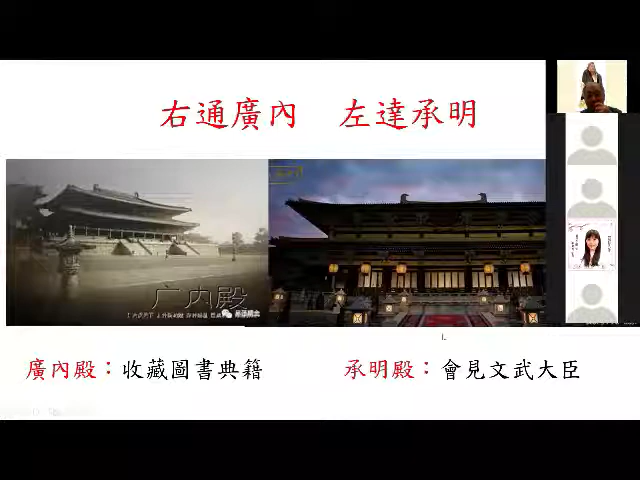 右通廣內 左達承明
广内殿
廣內殿：收藏圖書典籍
承明殿：會見文武大臣